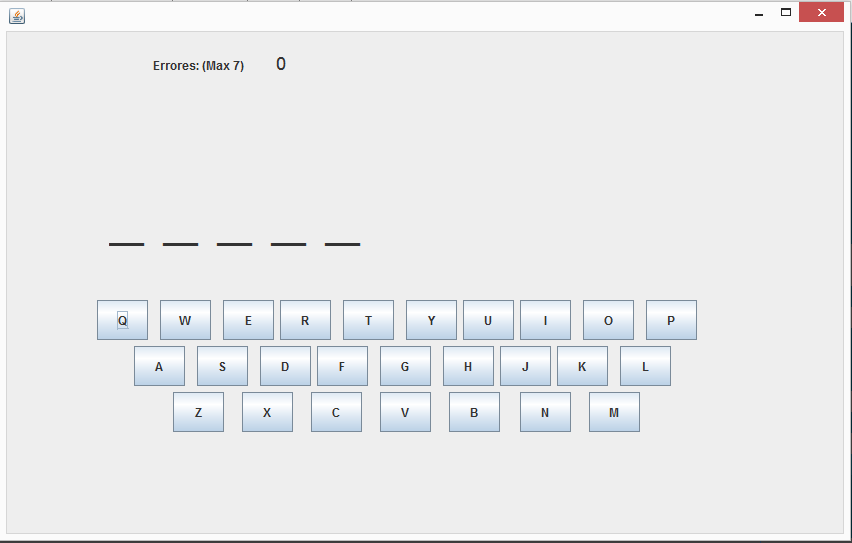 Errores: (Max 7) 0
_ _ _ _ _
Q W E R T Y U I O P
A S D F G H J K L
Z X C V B N M